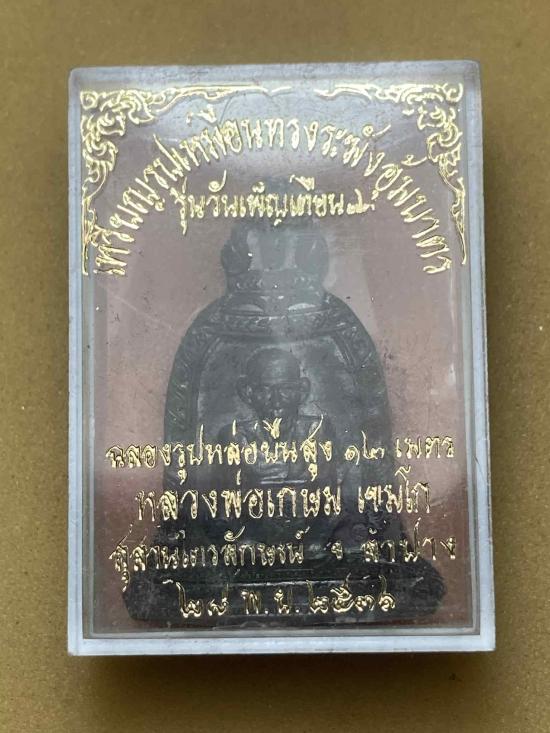 เหรียญรูปเหมือนทรงระฆังอุ้มบาตร
รุ่นวันเพ็ญเดือน ๖
ฉลองรูปหล่อยืนสูง ๑๒ เมตร
หลวงพ่อเกษม เขมโก
สุสานไตรลักษณ์ จ ลำปาง
๒๘ พ.ย. ๒๕๓๖